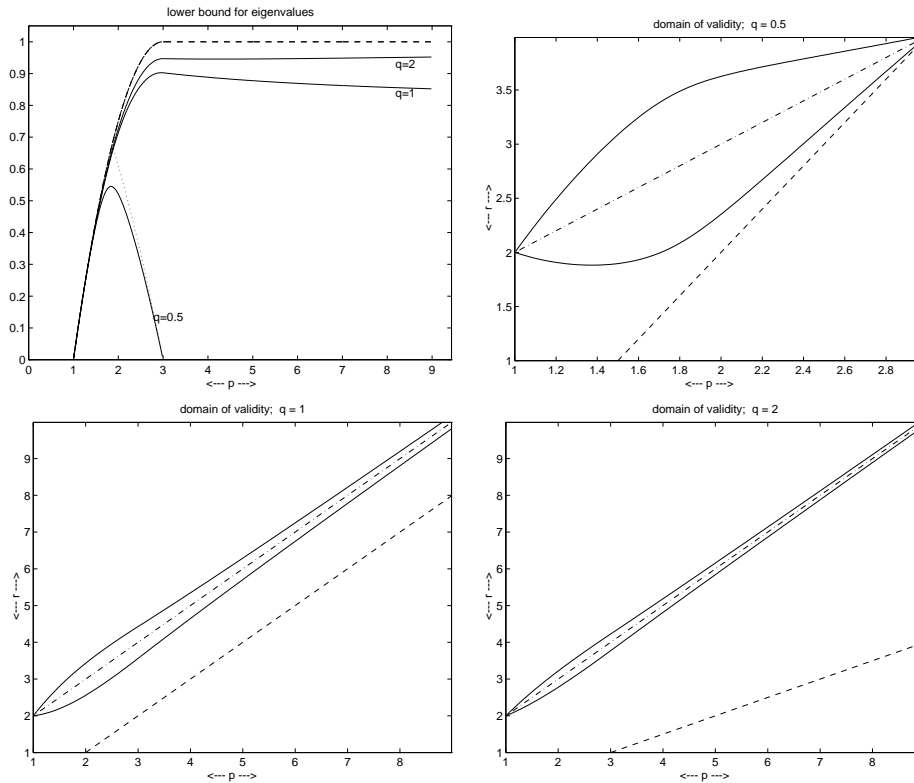 lower bound for eigenvalues
1
0.9
0.8
0.7
0.6
0.5
0.4
0.3
0.2
0.1
0
q=2
q=1
q=0.5
0 1 2 3 4 5 6 7 8 9
<--- p --->
domain of validity;  q = 0.5
<--- r --->
3.5
3
2.5
2
1.5
1
1 1.2 1.4 1.6 1.8 2 2.2 2.4 2.6 2.8
<--- p --->
domain of validity;  q = 1
<--- r --->
9
8
7
6
5
4
3
2
1
1 2 3 4 5 6 7 8
<--- p --->
domain of validity;  q = 2
<--- r --->
9
8
7
6
5
4
3
2
1
1 2 3 4 5 6 7 8
<--- p --->